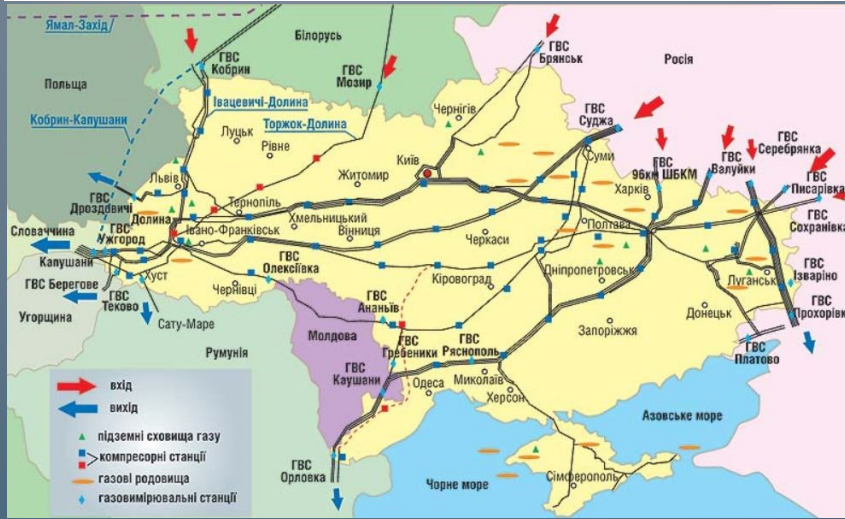 Ямал-Захід
Білорусь
Росія
Польща
ГВС
Кобрин
ГВС
Мозир
ГВС
Брянськ
Івацевичі-Долина
Торжок-Долина
Кобрин-Капушани
Чернігів
ГВС
Суджа
ГВС
96км ШБКМ
ГВС
Валуйки
ГВС
Серебрянка
ГВС
Писарівка
ГВС
Сохранівка
Луцьк
Рівне
Київ
Суми
Житомир
Харків
Львів
ГВС
Дроздовичі
Долина
Тернопіль
Хмельницький
Вінниця
Полтава
Черкаси
Івано-Франківськ
Словаччина
ГВС
Ужгород
Капушани
ГВС Берегове
ГВС
Теково
Хуст
Чернівці
ГВС
Олексіївка
Кіровоград
Дніпропетровськ
Луганськ
ГВС
Ізваріно
Донецьк
ГВС
Прохорівка
Угорщина
Сату-Маре
Румунія
Молдова
ГВС
Ананьїв
ГВС
Гребеники
ГВС
Ряснополь
Запоріжжя
ГВС
Платово
ГВС
Каушани
Одеса
Миколаїв
Херсон
Азовське море
ГВС
Орловка
Чорне море
Сімферополь
вхід
вихід
підземні сховища газу
компресорні станції
газові родовища
газовимірювальні станції